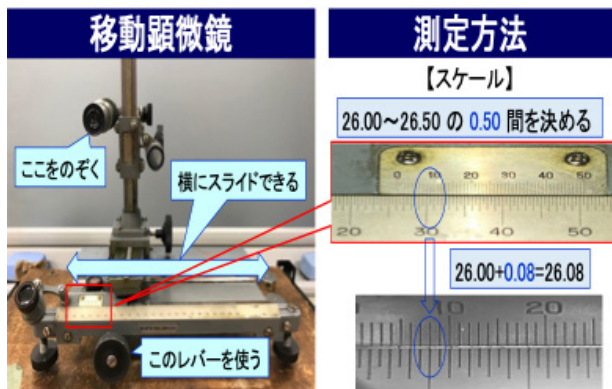 移動顕微鏡
ここをのぞく
横にスライドできる
このレバーを使う
測定方法
【スケール】
26.00～26.50 の 0.50 間を決める
0 10 20 30 40 50
20 30 40 50
26.00+0.08=26.08
10 20